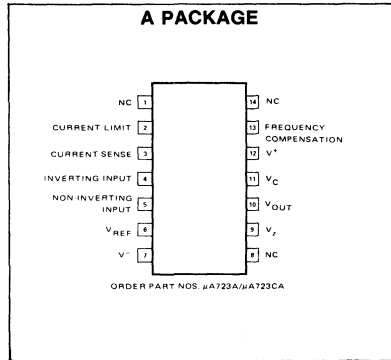 A PACKAGE
NC 1
CURRENT LIMIT 2
CURRENT SENSE 3
INVERTING INPUT 4
NON-INVERTING
INPUT 5
VREF 6
V- 7
14 NC
13 FREQUENCY
COMPENSATION
12 V+
11 VC
10 VOUT
9 Vz
8 NC
ORDER PART NOS. μA723A/μA723CA